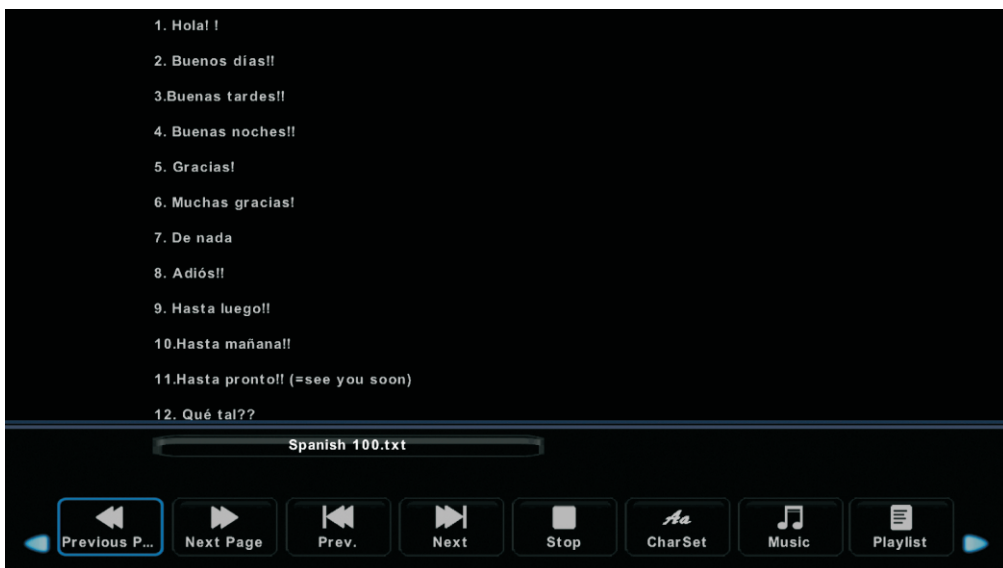 1. Hola! !
2. Buenos días!!
3.Buenas tardes!!
4. Buenas noches!!
5. Gracias!
6. Muchas gracias!
7. De nada
8. Adiós!!
9. Hasta luego!!
10.Hasta mañana!!
11.Hasta pronto!! (=see you soon)
12. Qué tal??
Spanish 100.txt
Previous P... Next Page Prev. Next Stop Aa CharSet Music Playlist